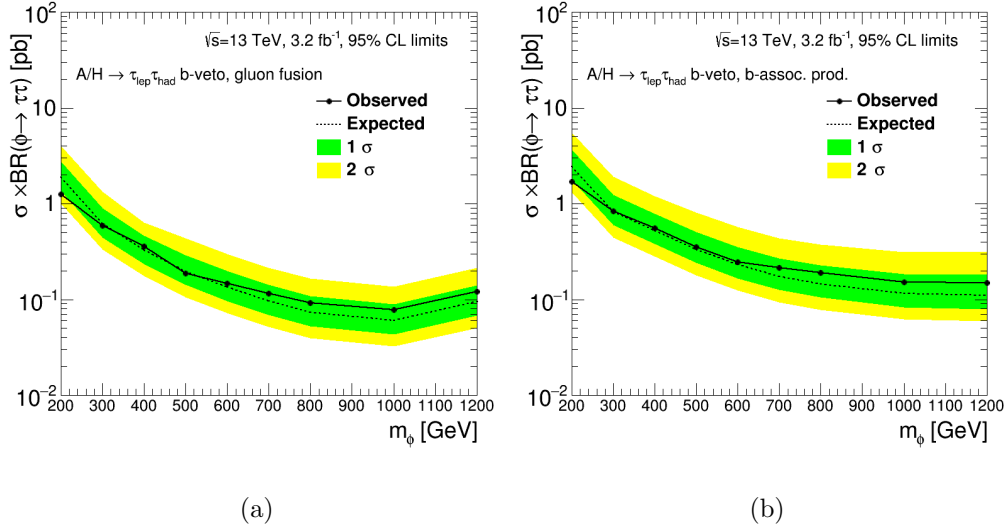 σ ×BR(φ→ ττ) [pb]
10²
10
1
10⁻¹
10⁻²
√s=13 TeV, 3.2 fb⁻¹, 95% CL limits
A/H → τlepτhad b-veto, gluon fusion
Observed
Expected
1 σ
2 σ
200 300 400 500 600 700 800 900 1000 1100 1200
mφ [GeV]
(a)
σ ×BR(φ→ ττ) [pb]
10²
10
1
10⁻¹
10⁻²
√s=13 TeV, 3.2 fb⁻¹, 95% CL limits
A/H → τlepτhad b-veto, b-assoc. prod.
Observed
Expected
1 σ
2 σ
200 300 400 500 600 700 800 900 1000 1100 1200
mφ [GeV]
(b)